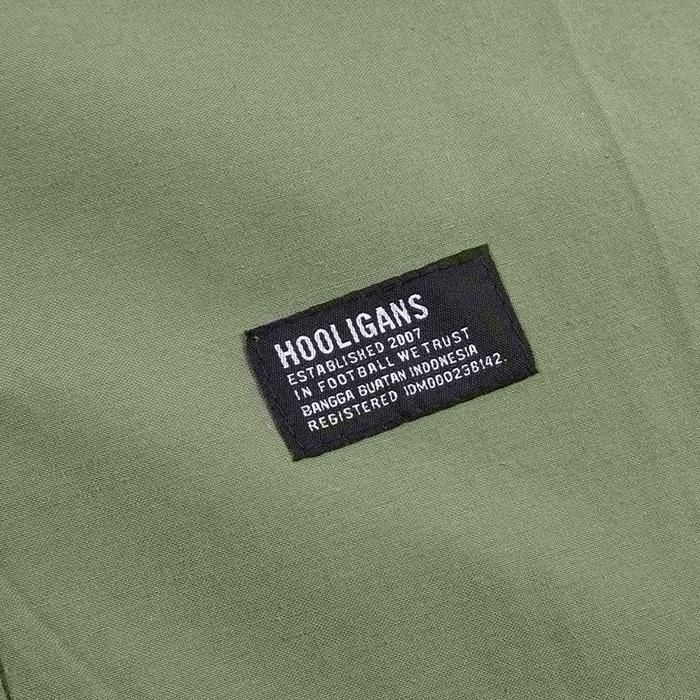 HOOLIGANS
ESTABLISHED 2007
IN FOOTBALL WE TRUST
BANGGA BUATAN INDONESIA
REGISTERED IDM000238142.